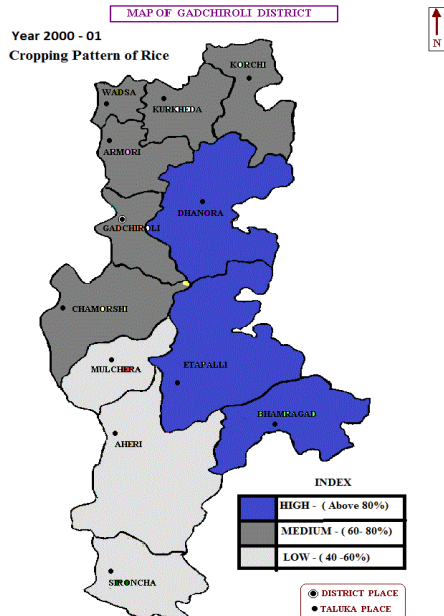 MAP OF GADCHIROLI DISTRICT
N
Year 2000 - 01
Cropping Pattern of Rice
KORCHI
WADSA
KURKHEDA
ARMORI
DHANORA
GADCHIROLI
CHAMORSHI
MULCHERA
ETAPALLI
BHAMRAGAD
AHERI
SIRONCHA
INDEX
HIGH - ( Above 80%)
MEDIUM - ( 60- 80%)
LOW - ( 40 -60%)
DISTRICT PLACE
TALUKA PLACE